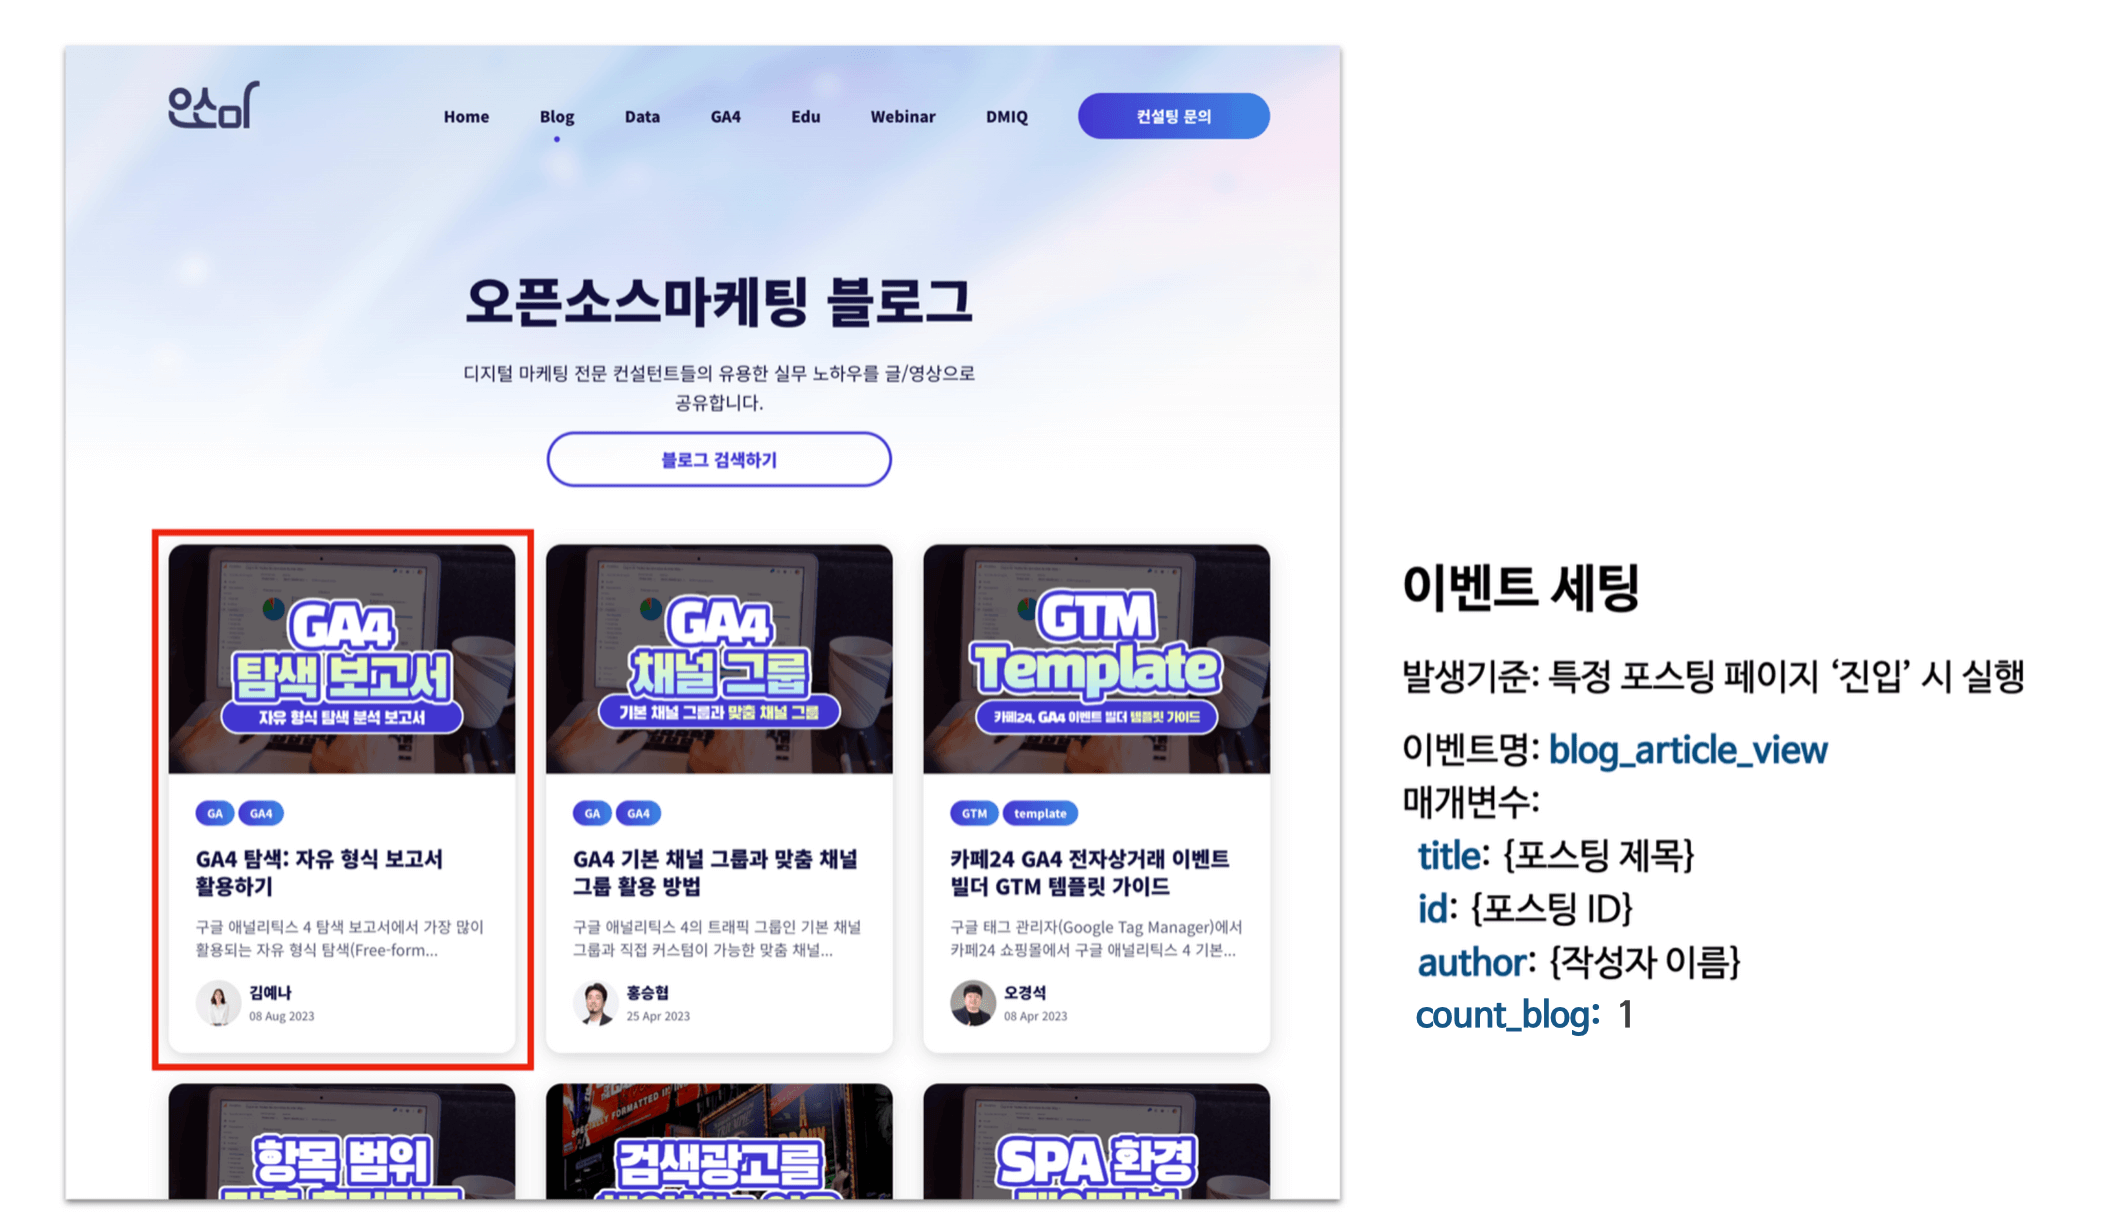 오소마
Home Blog Data GA4 Edu Webinar DMIQ 컨설팅 문의
오픈소스마케팅 블로그
디지털 마케팅 전문 컨설턴트들의 유용한 실무 노하우를 글/영상으로
공유합니다.
블로그 검색하기
GA4
탐색 보고서
자유 형식 탐색 분석 보고서
GA GA4
GA4 탐색: 자유 형식 보고서
활용하기
구글 애널리틱스 4 탐색 보고서에서 가장 많이
활용되는 자유 형식 탐색(Free-form...
김예나
08 Aug 2023
GA4
채널 그룹
기본 채널 그룹과 맞춤 채널 그룹
GA GA4
GA4 기본 채널 그룹과 맞춤 채널
그룹 활용 방법
구글 애널리틱스 4의 트래픽 그룹인 기본 채널
그룹과 직접 커스텀이 가능한 맞춤 채널...
홍승협
25 Apr 2023
GTM
Template
카페24, GA4 이벤트 빌더 템플릿 가이드
GTM template
카페24 GA4 전자상거래 이벤트
빌더 GTM 템플릿 가이드
구글 태그 관리자(Google Tag Manager)에서
카페24 쇼핑몰에서 구글 애널리틱스 4 기본...
오경석
08 Apr 2023
항목 범위
검색광고를
SPA 환경
이벤트 세팅
발생기준: 특정 포스팅 페이지 ‘진입’ 시 실행
이벤트명: blog_article_view
매개변수:
title: {포스팅 제목}
id: {포스팅 ID}
author: {작성자 이름}
count_blog: 1